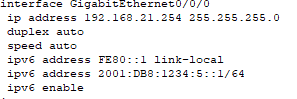 interface GigabitEthernet0/0/0
ip address 192.168.21.254 255.255.255.0
duplex auto
speed auto
ipv6 address FE80::1 link-local
ipv6 address 2001:DB8:1234:5::1/64
ipv6 enable